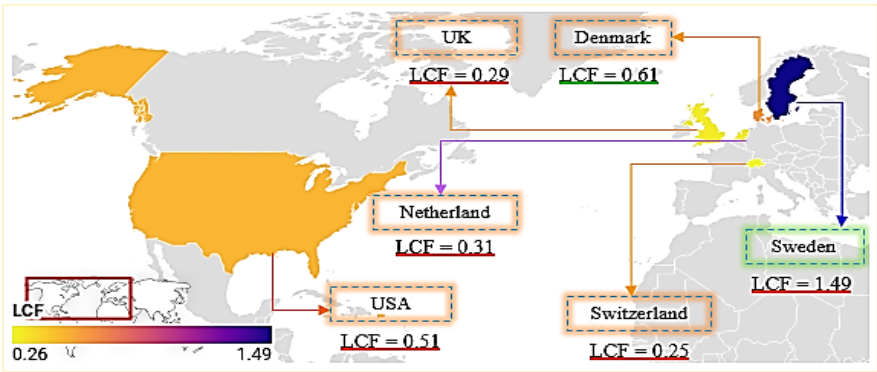 UK
LCF = 0.29
Denmark
LCF = 0.61
Netherland
LCF = 0.31
Sweden
LCF = 1.49
USA
LCF = 0.51
Switzerland
LCF = 0.25
LCF
0.26
1.49